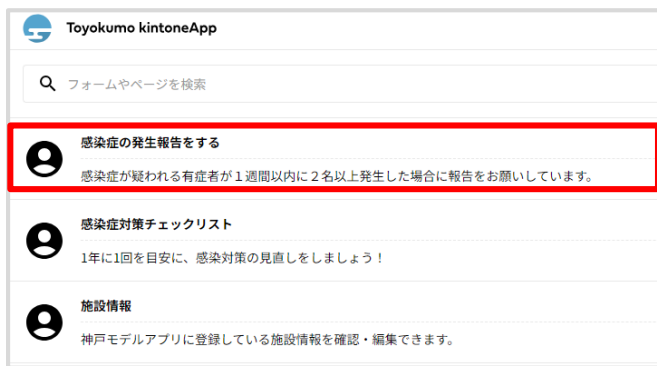 Toyokumo kintoneApp
フォームやページを検索
感染症の発生報告をする
感染症が疑われる有症者が１週間以内に２名以上発生した場合に報告をお願いしています。
感染症対策チェックリスト
1年に1回を目安に、感染対策の見直しをしましょう！
施設情報
神戸モデルアプリに登録している施設情報を確認・編集できます。